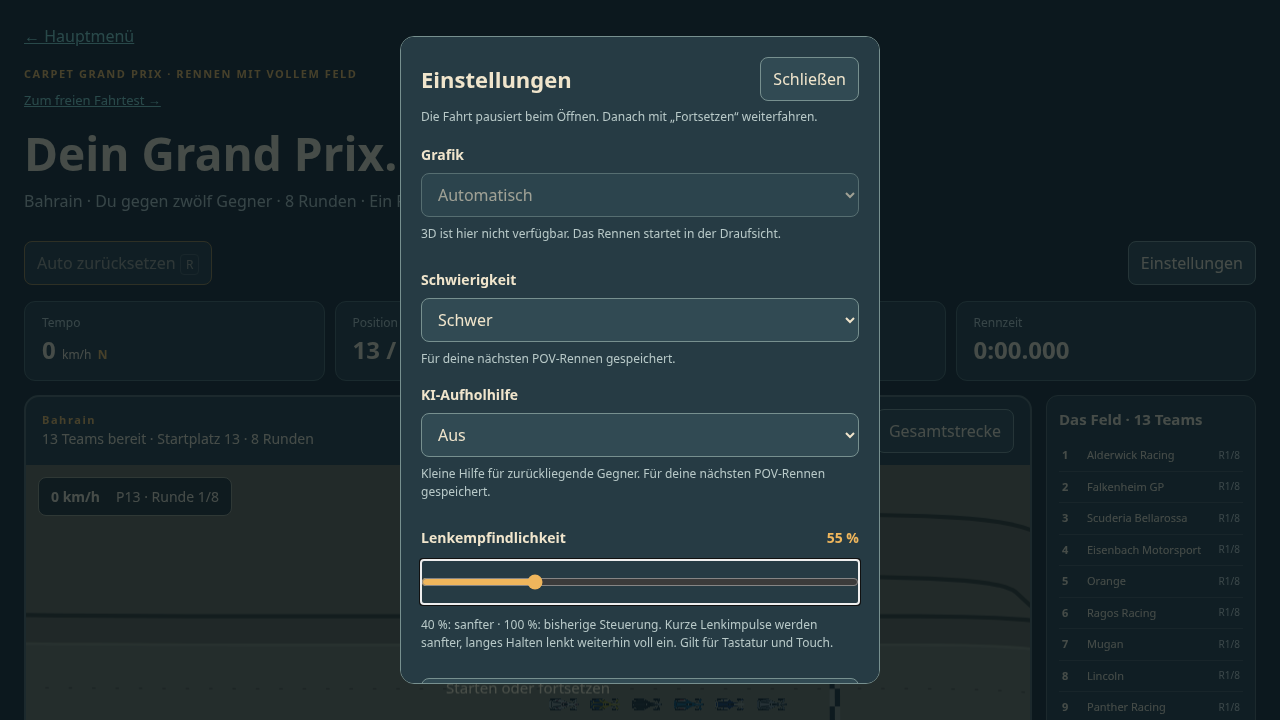 ← Hauptmenü
CARPET GRAND PRIX · RENNEN MIT VOLLEM FELD
Zum freien Fahrtest →
Dein Grand Prix.
Bahrain · Du gegen zwölf Gegner · 8 Runden · Ein
Auto zurücksetzen R
Einstellungen
Tempo
0 km/h N
Position
13 /
Rennzeit
0:00.000
Bahrain
13 Teams bereit · Startplatz 13 · 8 Runden
Gesamtstrecke
0 km/h P13 · Runde 1/8
Starten oder fortsetzen
Das Feld · 13 Teams
1 Alderwick Racing R1/8
2 Falkenheim GP R1/8
3 Scuderia Bellarossa R1/8
4 Eisenbach Motorsport R1/8
5 Orange R1/8
6 Ragos Racing R1/8
7 Mugan R1/8
8 Lincoln R1/8
9 Panther Racing R1/8
Einstellungen
Schließen
Die Fahrt pausiert beim Öffnen. Danach mit „Fortsetzen“ weiterfahren.
Grafik
Automatisch
3D ist hier nicht verfügbar. Das Rennen startet in der Draufsicht.
Schwierigkeit
Schwer
Für deine nächsten POV-Rennen gespeichert.
KI-Aufholhilfe
Aus
Kleine Hilfe für zurückliegende Gegner. Für deine nächsten POV-Rennen
gespeichert.
Lenkempfindlichkeit 55 %
40 %: sanfter · 100 %: bisherige Steuerung. Kurze Lenkimpulse werden
sanfter, langes Halten lenkt weiterhin voll ein. Gilt für Tastatur und Touch.